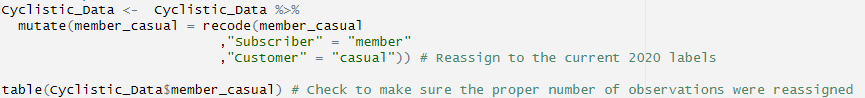 Cyclistic_Data <-  Cyclistic_Data %>%
  mutate(member_casual = recode(member_casual
                           ,"Subscriber" = "member"
                           ,"Customer" = "casual")) # Reassign to the current 2020 labels
table(Cyclistic_Data$member_casual) # Check to make sure the proper number of observations were reassigned